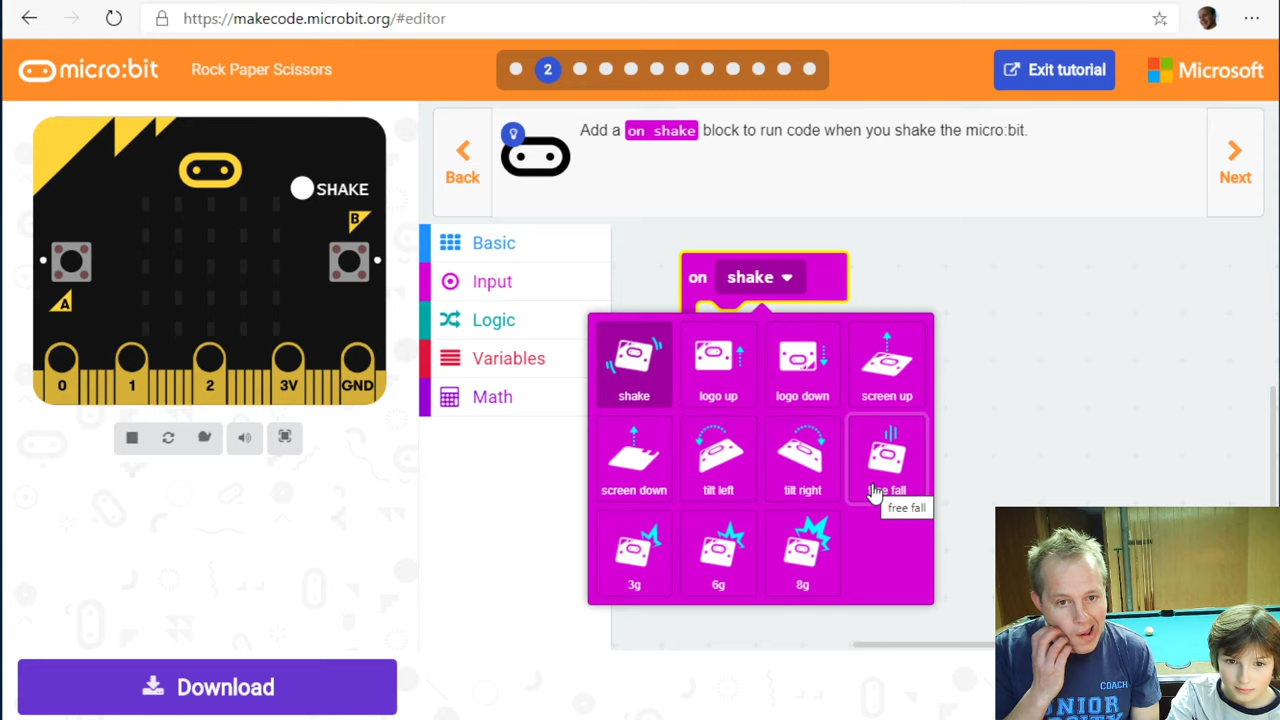 https://makecode.microbit.org/#editor
micro:bit
Rock Paper Scissors
2
Exit tutorial
Microsoft
Back
Add a on shake block to run code when you shake the micro:bit.
Next
SHAKE
B
A
0 1 2 3V GND
Basic
Input
Logic
Variables
Math
on shake
shake
logo up
logo down
screen up
screen down
tilt left
tilt right
free fall
3g
6g
8g
Download
COACH